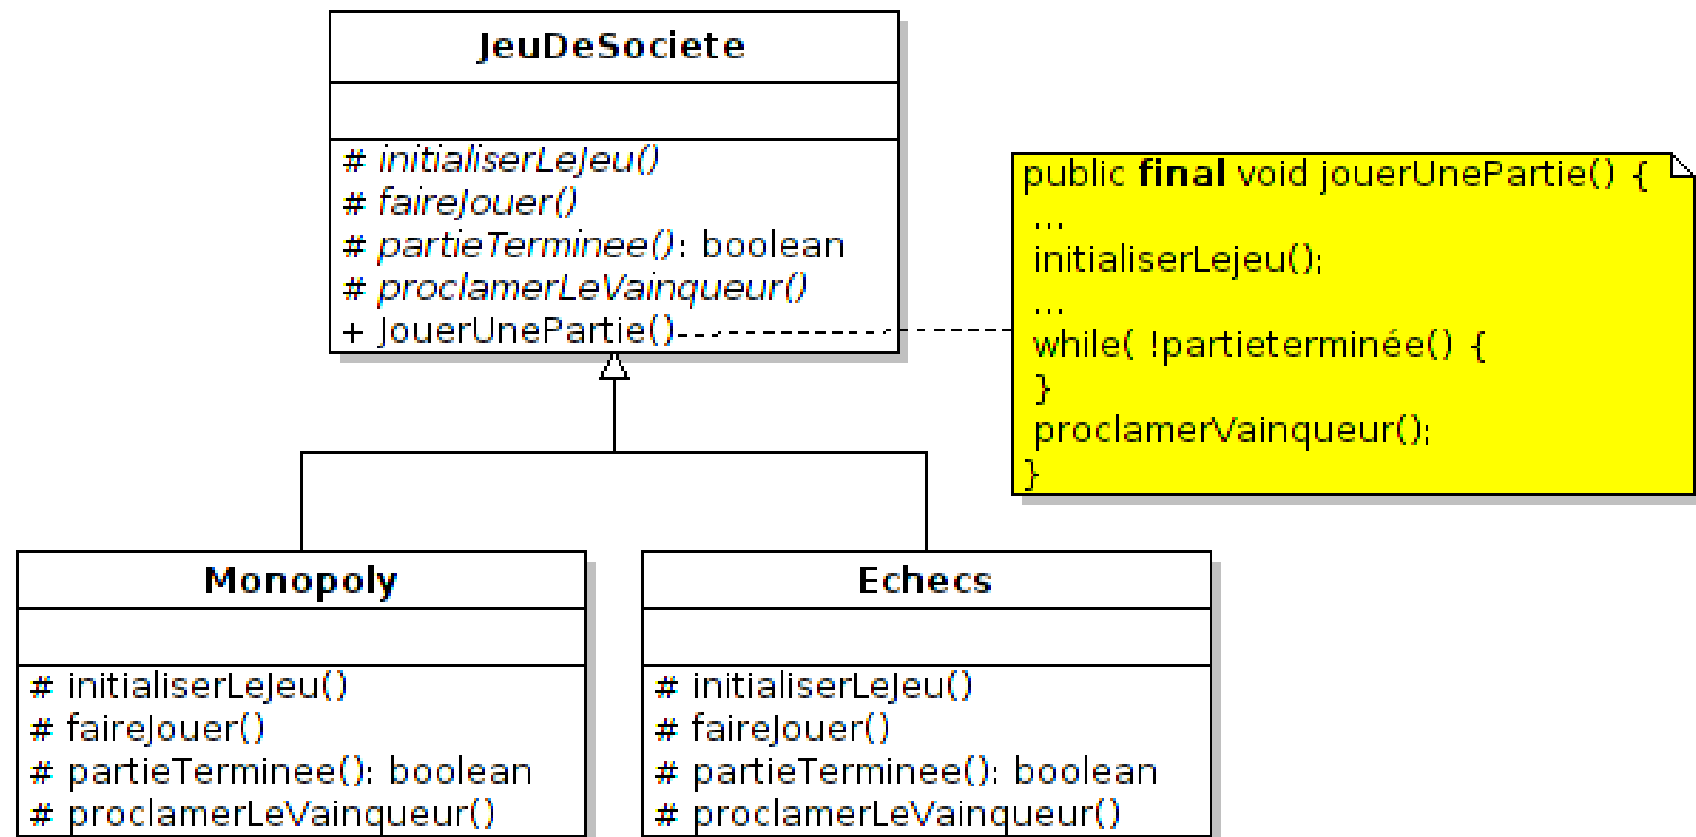 JeuDeSociete
# initialiserLeJeu()
# faireJouer()
# partieTerminee(): boolean
# proclamerLeVainqueur()
+ JouerUnePartie()
public final void jouerUnePartie() {
...
initialiserLejeu();
...
while( !partieterminée() {
}
proclamerVainqueur();
}
Monopoly
# initialiserLeJeu()
# faireJouer()
# partieTerminee(): boolean
# proclamerLeVainqueur()
Echecs
# initialiserLeJeu()
# faireJouer()
# partieTerminee(): boolean
# proclamerLeVainqueur()